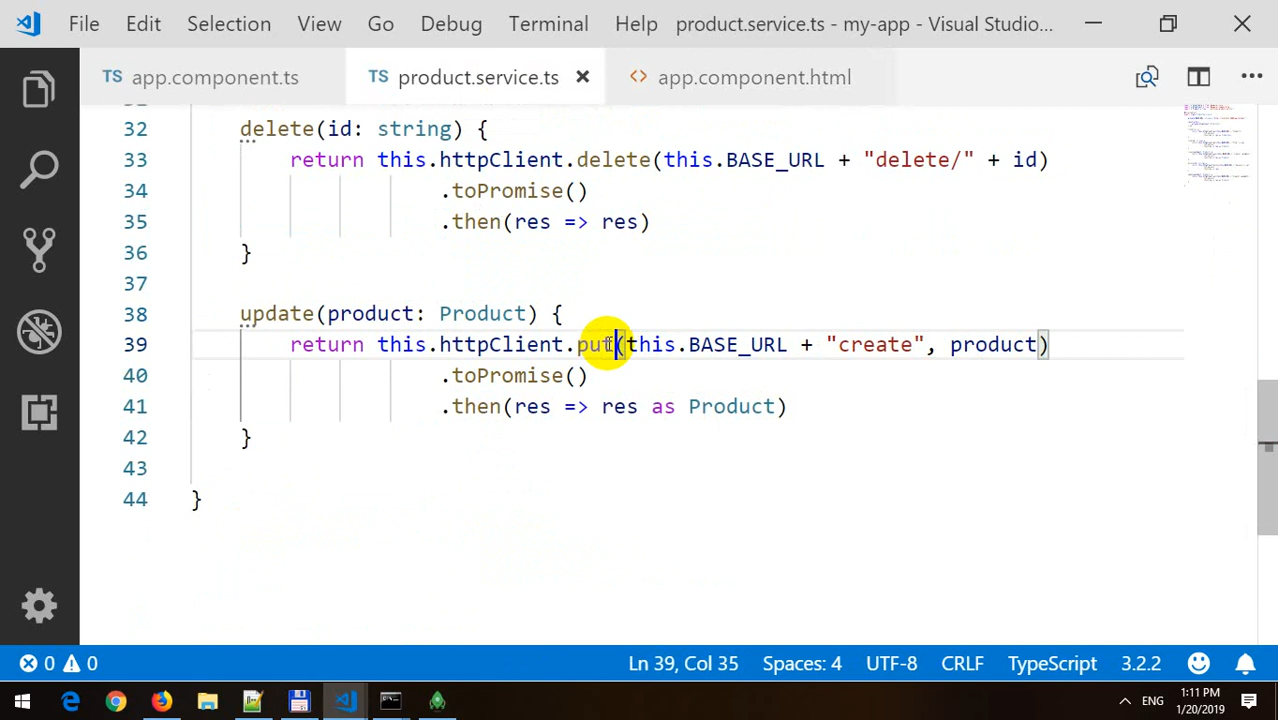 File Edit Selection View Go Debug Terminal Help product.service.ts - my-app - Visual Studio...
TS app.component.ts TS product.service.ts <> app.component.html
32 delete(id: string) {
33 return this.httpClient.delete(this.BASE_URL + "delete/" + id)
34 .toPromise()
35 .then(res => res)
36 }
37
38 update(product: Product) {
39 return this.httpClient.put(this.BASE_URL + "create", product)
40 .toPromise()
41 .then(res => res as Product)
42 }
43
44 }
0 0 Ln 39, Col 35 Spaces: 4 UTF-8 CRLF TypeScript 3.2.2
ENG 1:11 PM
1/20/2019